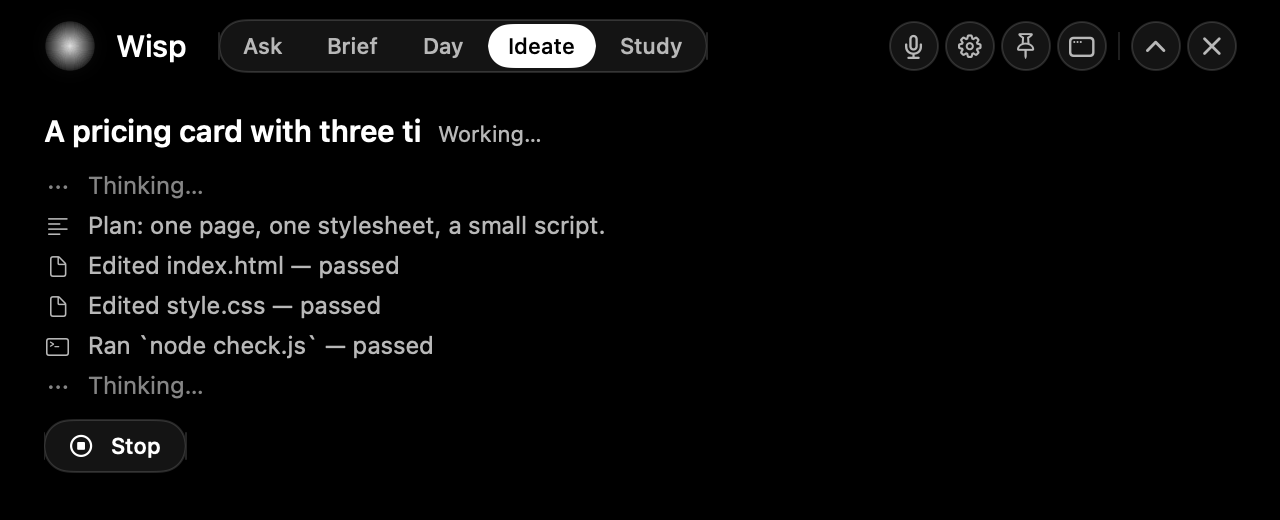 Wisp Ask Brief Day Ideate Study
A pricing card with three ti Working...
Thinking...
Plan: one page, one stylesheet, a small script.
Edited index.html — passed
Edited style.css — passed
Ran `node check.js` — passed
Thinking...
Stop